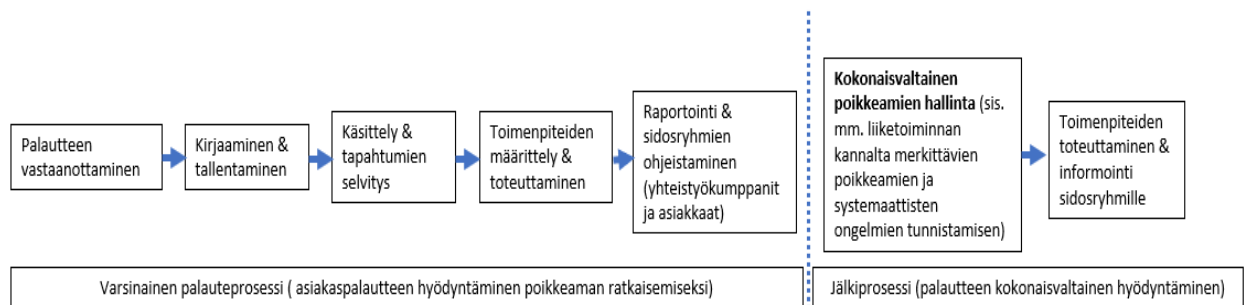 Palautteen
vastaanottaminen
Kirjaaminen &
tallentaminen
Käsittely &
tapahtumien
selvitys
Toimenpiteiden
määrittely &
toteuttaminen
Raportointi &
sidosryhmien
ohjeistaminen
(yhteistyökumppanit
ja asiakkaat)
Kokonaisvaltainen
poikkeamien hallinta (sis.
mm. liiketoiminnan
kannalta merkittävien
poikkeamien ja
systemaattisten
ongelmien tunnistamisen)
Toimenpiteiden
toteuttaminen &
informointi
sidosryhmille
Varsinainen palauteprosessi ( asiakaspalautteen hyödyntäminen poikkeaman ratkaisemiseksi)
Jälkiprosessi (palautteen kokonaisvaltainen hyödyntäminen)